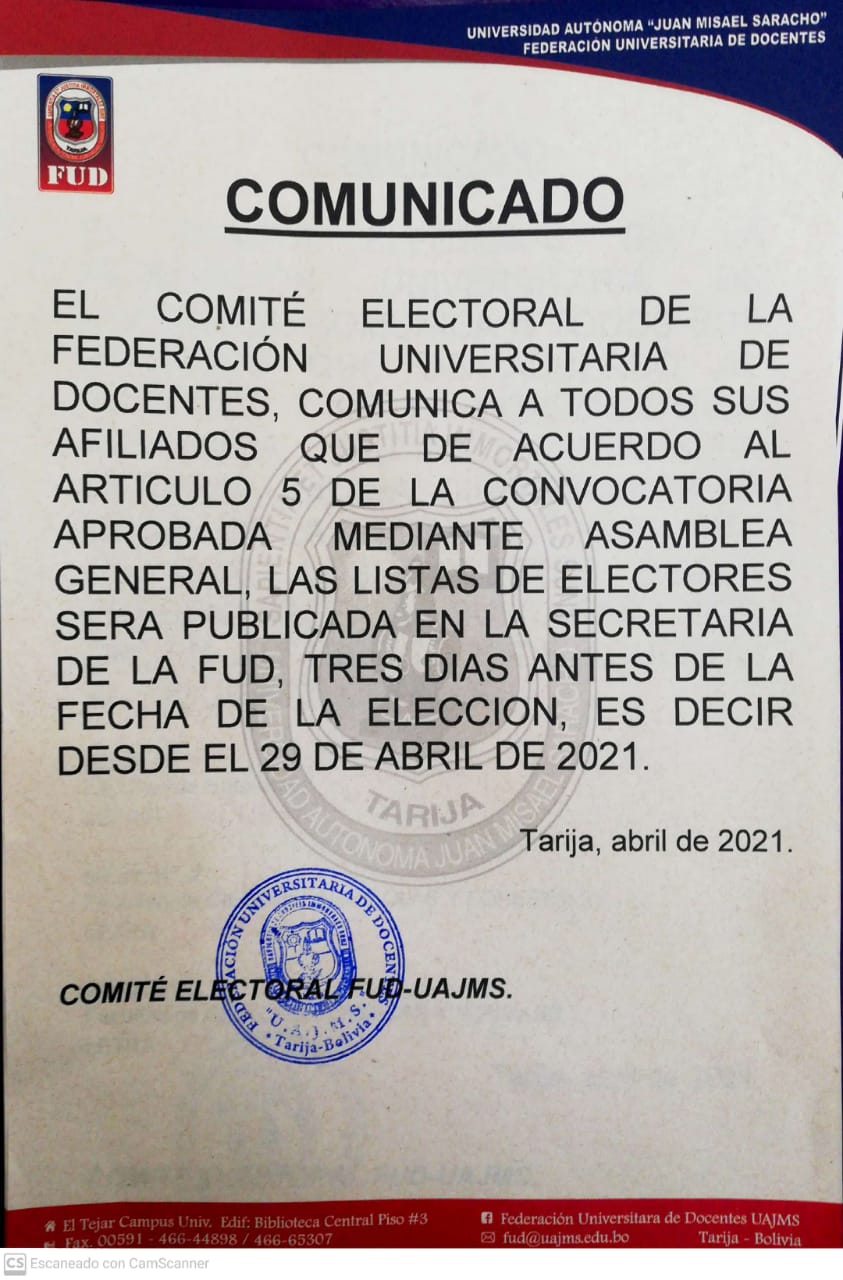 UNIVERSIDAD AUTÓNOMA "JUAN MISAEL SARACHO"
FEDERACIÓN UNIVERSITARIA DE DOCENTES
TARIJA
FUD
COMUNICADO
EL COMITÉ ELECTORAL DE LA
FEDERACIÓN UNIVERSITARIA DE
DOCENTES, COMUNICA A TODOS SUS
AFILIADOS QUE DE ACUERDO AL
ARTICULO 5 DE LA CONVOCATORIA
APROBADA MEDIANTE ASAMBLEA
GENERAL, LAS LISTAS DE ELECTORES
SERA PUBLICADA EN LA SECRETARIA
DE LA FUD, TRES DIAS ANTES DE LA
FECHA DE LA ELECCION, ES DECIR
DESDE EL 29 DE ABRIL DE 2021.
TARIJA
Tarija, abril de 2021.
FEDERACIÓN UNIVERSITARIA DE DOCENTES
COMITÉ ELECTORAL FUD-UAJMS.
"U.A.J.M.S."
Tarija-Bolivia
El Tejar Campus Univ. Edif: Biblioteca Central Piso #3
Fax. 00591 - 466-44898 / 466-65307
Federación Universitara de Docentes UAJMS
fud@uajms.edu.bo Tarija - Bolivia
CS Escaneado con CamScanner